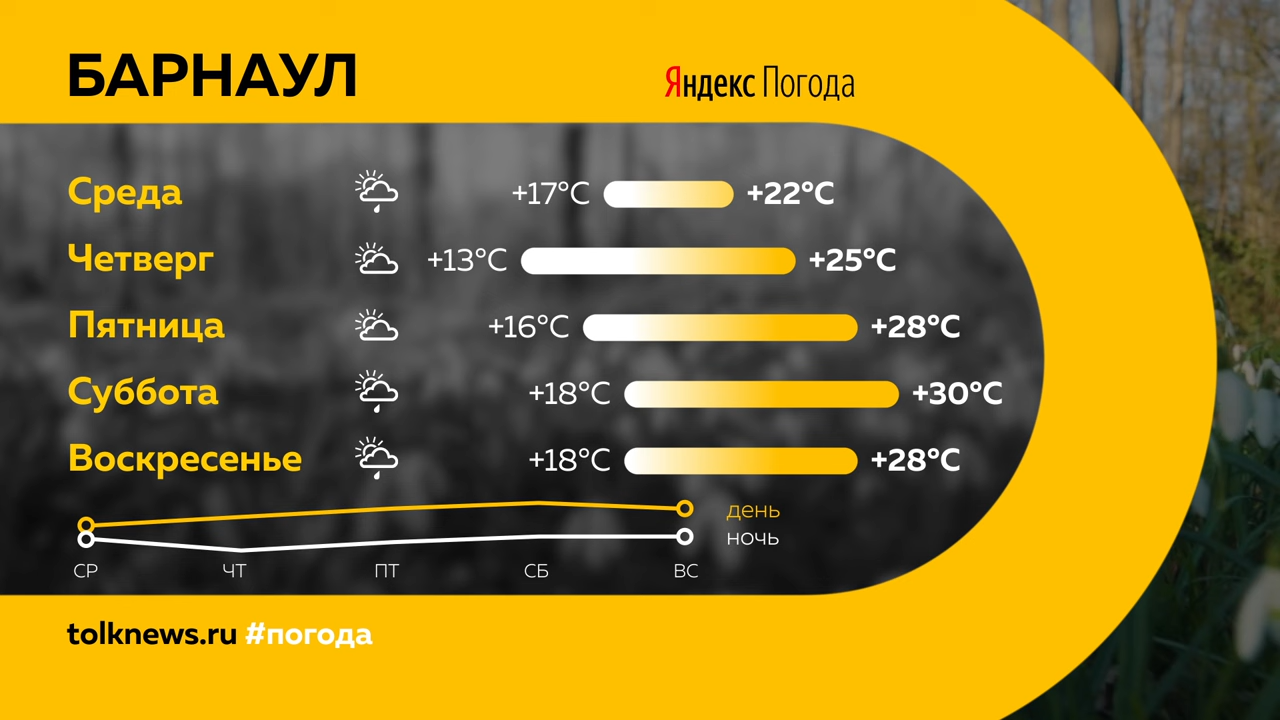 БАРНАУЛ
Яндекс Погода
Среда +17°C +22°C
Четверг +13°C +25°C
Пятница +16°C +28°C
Суббота +18°C +30°C
Воскресенье +18°C +28°C
день
ночь
СР ЧТ ПТ СБ ВС
tolknews.ru #погода